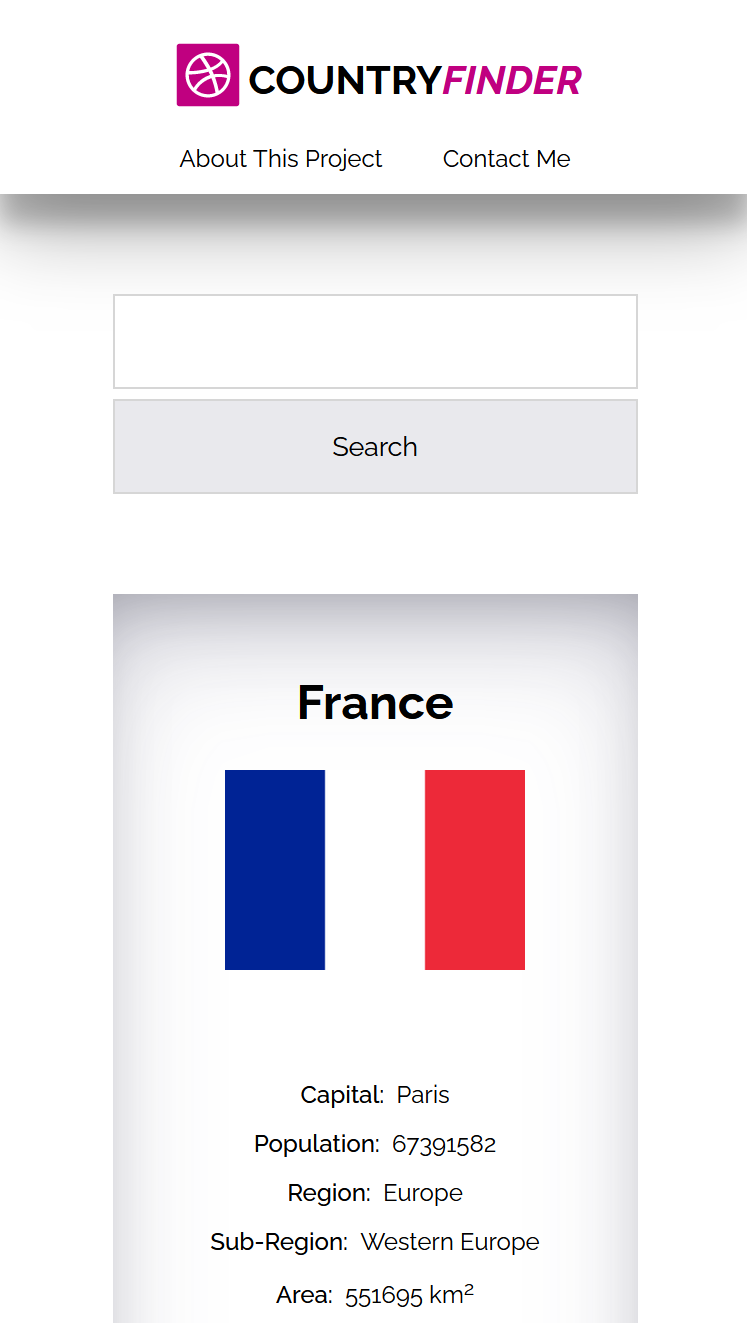 COUNTRYFINDER
About This Project Contact Me
Search
France
Capital: Paris
Population: 67391582
Region: Europe
Sub-Region: Western Europe
Area: 551695 km²